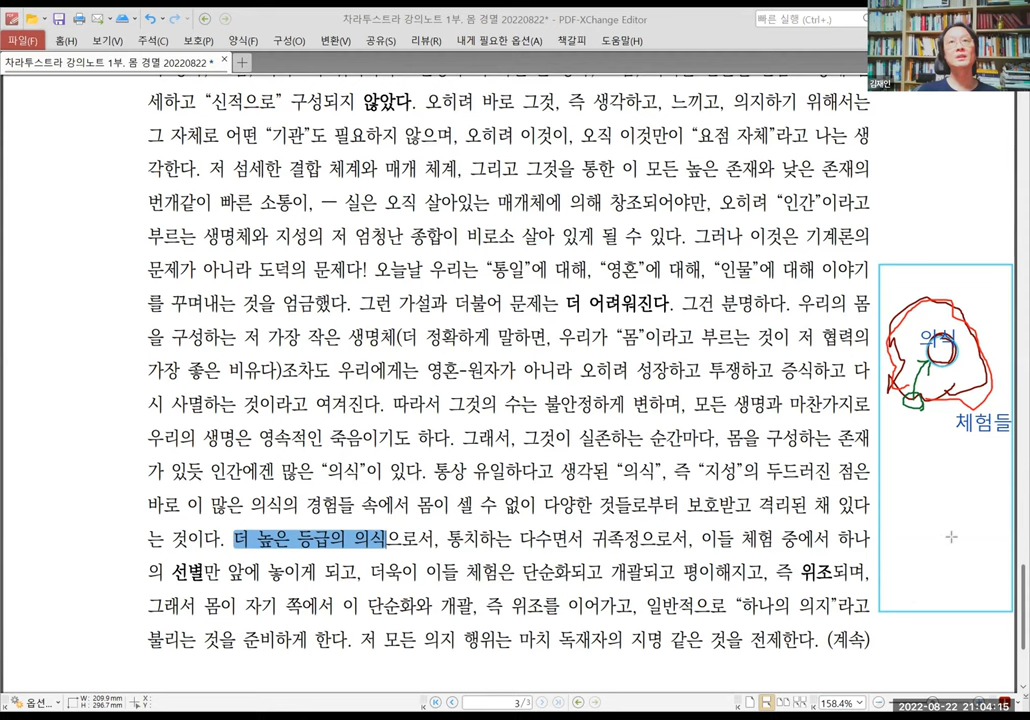 차라투스트라 강의노트 1부. 몸 경멸 20220822* - PDF-XChange Editor
빠른 실행 (Ctrl+.)
파일(F) 홈(H) 보기(V) 주석(C) 보호(P) 양식(F) 구성(O) 변환(V) 공유(S) 리뷰(R) 내게 필요한 옵션(A) 책갈피 도움말(H)
차라투스트라 강의노트 1부. 몸 경멸 20220822 *
김재인
세하고 “신적으로” 구성되지 않았다. 오히려 바로 그것, 즉 생각하고, 느끼고, 의지하기 위해서는
그 자체로 어떤 “기관”도 필요하지 않으며, 오히려 이것이, 오직 이것만이 “요점 자체”라고 나는 생
각한다. 저 섬세한 결합 체계와 매개 체계, 그리고 그것을 통한 이 모든 높은 존재와 낮은 존재의
번개같이 빠른 소통이, ― 실은 오직 살아있는 매개체에 의해 창조되어야만, 오히려 “인간”이라고
부르는 생명체와 지성의 저 엄청난 종합이 비로소 살아 있게 될 수 있다. 그러나 이것은 기계론의
문제가 아니라 도덕의 문제다! 오늘날 우리는 “통일”에 대해, “영혼”에 대해, “인물”에 대해 이야기
를 꾸며내는 것을 엄금했다. 그런 가설과 더불어 문제는 더 어려워진다. 그건 분명하다. 우리의 몸
을 구성하는 저 가장 작은 생명체(더 정확하게 말하면, 우리가 “몸”이라고 부르는 것이 저 협력의
가장 좋은 비유다)조차도 우리에게는 영혼-원자가 아니라 오히려 성장하고 투쟁하고 증식하고 다
시 사멸하는 것이라고 여겨진다. 따라서 그것의 수는 불안정하게 변하며, 모든 생명과 마찬가지로
우리의 생명은 영속적인 죽음이기도 하다. 그래서, 그것이 실존하는 순간마다, 몸을 구성하는 존재
가 있듯 인간에겐 많은 “의식”이 있다. 통상 유일하다고 생각된 “의식”, 즉 “지성”의 두드러진 점은
바로 이 많은 의식의 경험들 속에서 몸이 셀 수 없이 다양한 것들로부터 보호받고 격리된 채 있다
는 것이다. 더 높은 등급의 의식으로서, 통치하는 다수면서 귀족정으로서, 이들 체험 중에서 하나
의 선별만 앞에 놓이게 되고, 더욱이 이들 체험은 단순화되고 개괄되고 평이해지고, 즉 위조되며,
그래서 몸이 자기 쪽에서 이 단순화와 개괄, 즉 위조를 이어가고, 일반적으로 “하나의 의지”라고
불리는 것을 준비하게 한다. 저 모든 의지 행위는 마치 독재자의 지명 같은 것을 전제한다. (계속)
의식
체험들
옵션...
W: 209.9 mm
H: 296.7 mm
X:
Y:
3/3
158.4%
2022-08-22 21:04:15